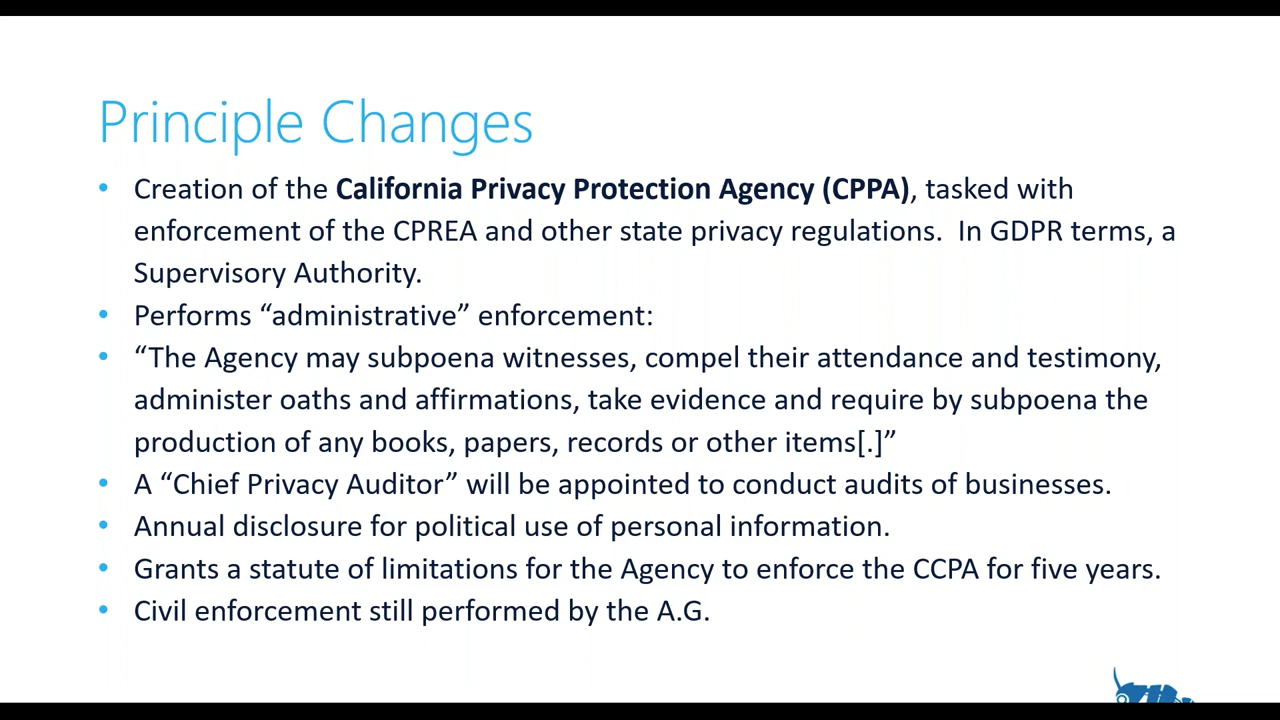 Principle Changes
• Creation of the California Privacy Protection Agency (CPPA), tasked with
enforcement of the CPREA and other state privacy regulations.  In GDPR terms, a
Supervisory Authority.
• Performs “administrative” enforcement:
• “The Agency may subpoena witnesses, compel their attendance and testimony,
administer oaths and affirmations, take evidence and require by subpoena the
production of any books, papers, records or other items[.]”
• A “Chief Privacy Auditor” will be appointed to conduct audits of businesses.
• Annual disclosure for political use of personal information.
• Grants a statute of limitations for the Agency to enforce the CCPA for five years.
• Civil enforcement still performed by the A.G.